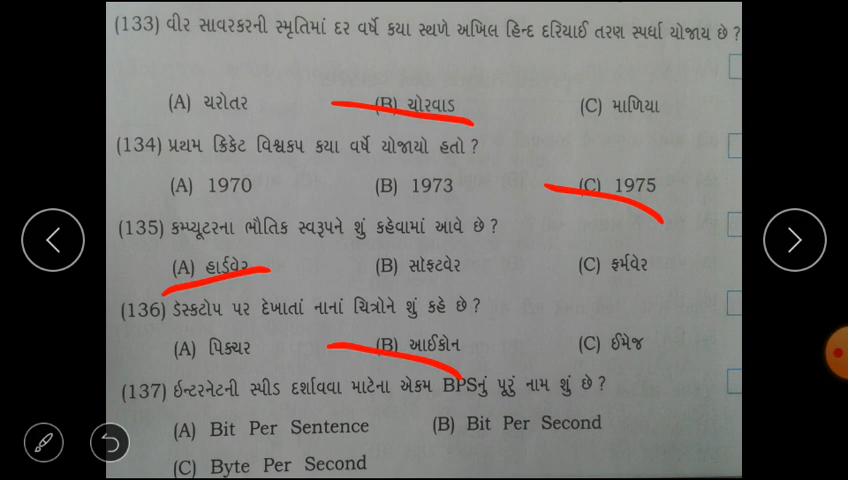 (133) વીર સાવરકરની સ્મૃતિમાં દર વર્ષે કયા સ્થળે અખિલ હિન્દ દરિયાઈ તરણ સ્પર્ધા યોજાય છે ?
(A) ચરોતર (B) ચોરવાડ (C) માળિયા
(134) પ્રથમ ક્રિકેટ વિશ્વકપ કયા વર્ષે યોજાયો હતો ?
(A) 1970 (B) 1973 (C) 1975
(135) કમ્પ્યૂટરના ભૌતિક સ્વરૂપને શું કહેવામાં આવે છે ?
(A) હાર્ડવેર (B) સૉફટવેર (C) ફર્મવેર
(136) ડેસ્કટોપ પર દેખાતાં નાનાં ચિત્રોને શું કહે છે ?
(A) પિક્ચર (B) આઈકોન (C) ઈમેજ
(137) ઇન્ટરનેટની સ્પીડ દર્શાવવા માટેના એકમ BPSનું પૂરું નામ શું છે ?
(A) Bit Per Sentence (B) Bit Per Second
(C) Byte Per Second